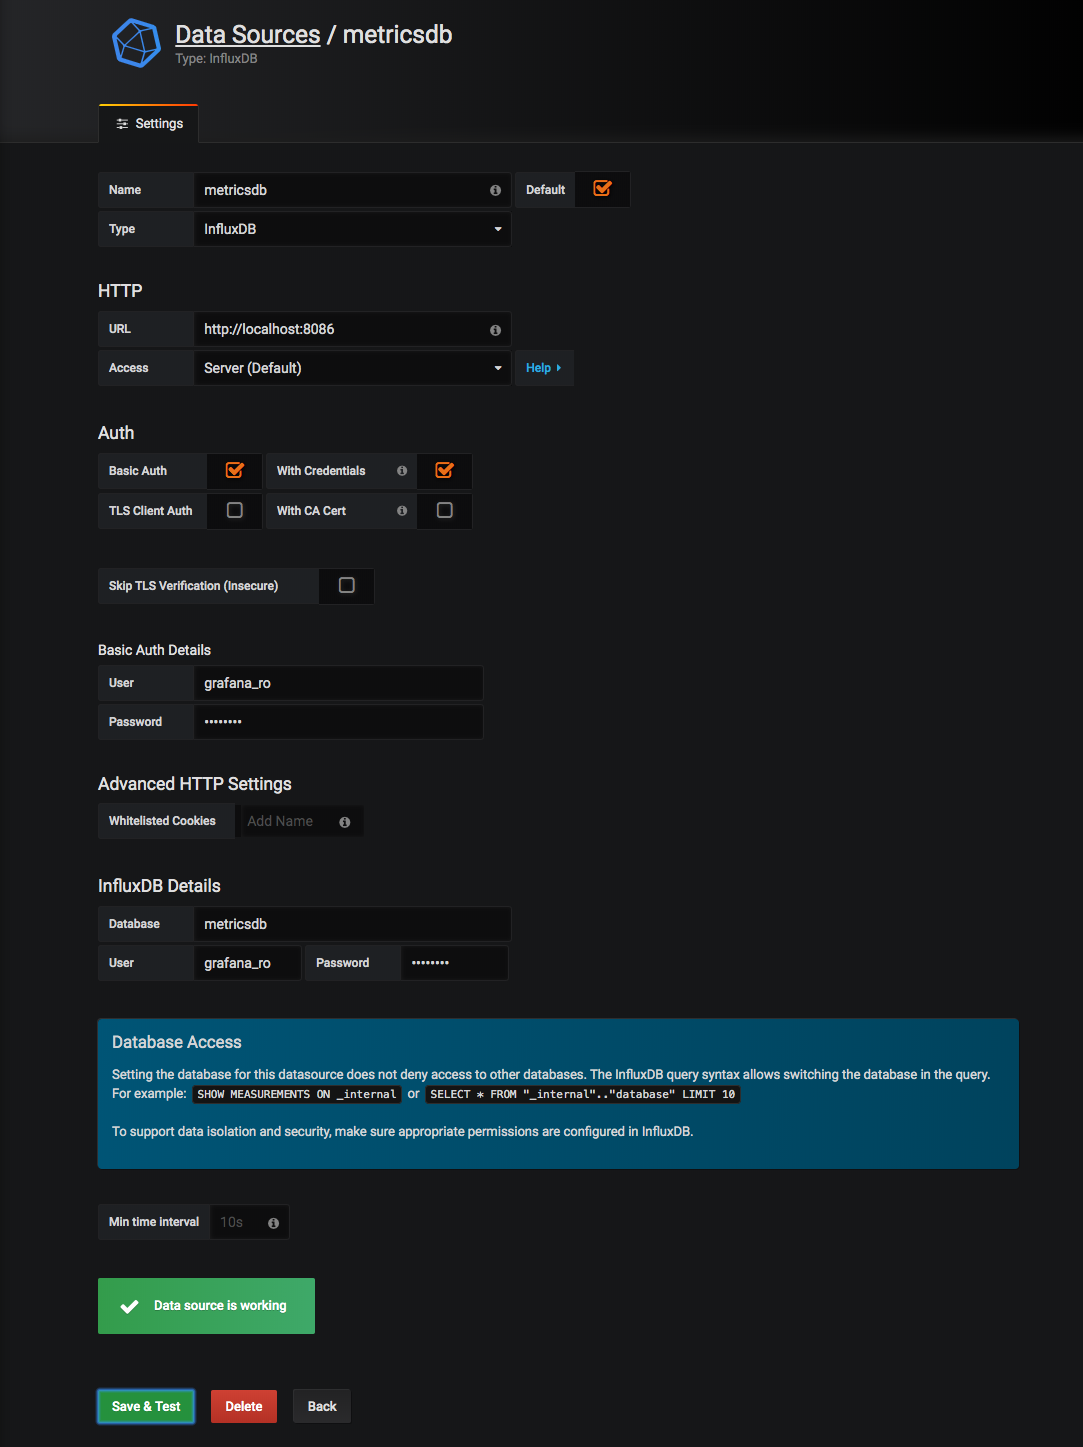 Data Sources / metricsdb
Type: InfluxDB
Settings
Name metricsdb Default
Type InfluxDB
HTTP
URL http://localhost:8086
Access Server (Default) Help
Auth
Basic Auth With Credentials
TLS Client Auth With CA Cert
Skip TLS Verification (Insecure)
Basic Auth Details
User grafana_ro
Password ••••••••
Advanced HTTP Settings
Whitelisted Cookies Add Name
InfluxDB Details
Database metricsdb
User grafana_ro Password ••••••••
Database Access
Setting the database for this datasource does not deny access to other databases. The InfluxDB query syntax allows switching the database in the query.
For example: SHOW MEASUREMENTS ON _internal or SELECT * FROM "_internal".."database" LIMIT 10
To support data isolation and security, make sure appropriate permissions are configured in InfluxDB.
Min time interval 10s
Data source is working
Save & Test Delete Back